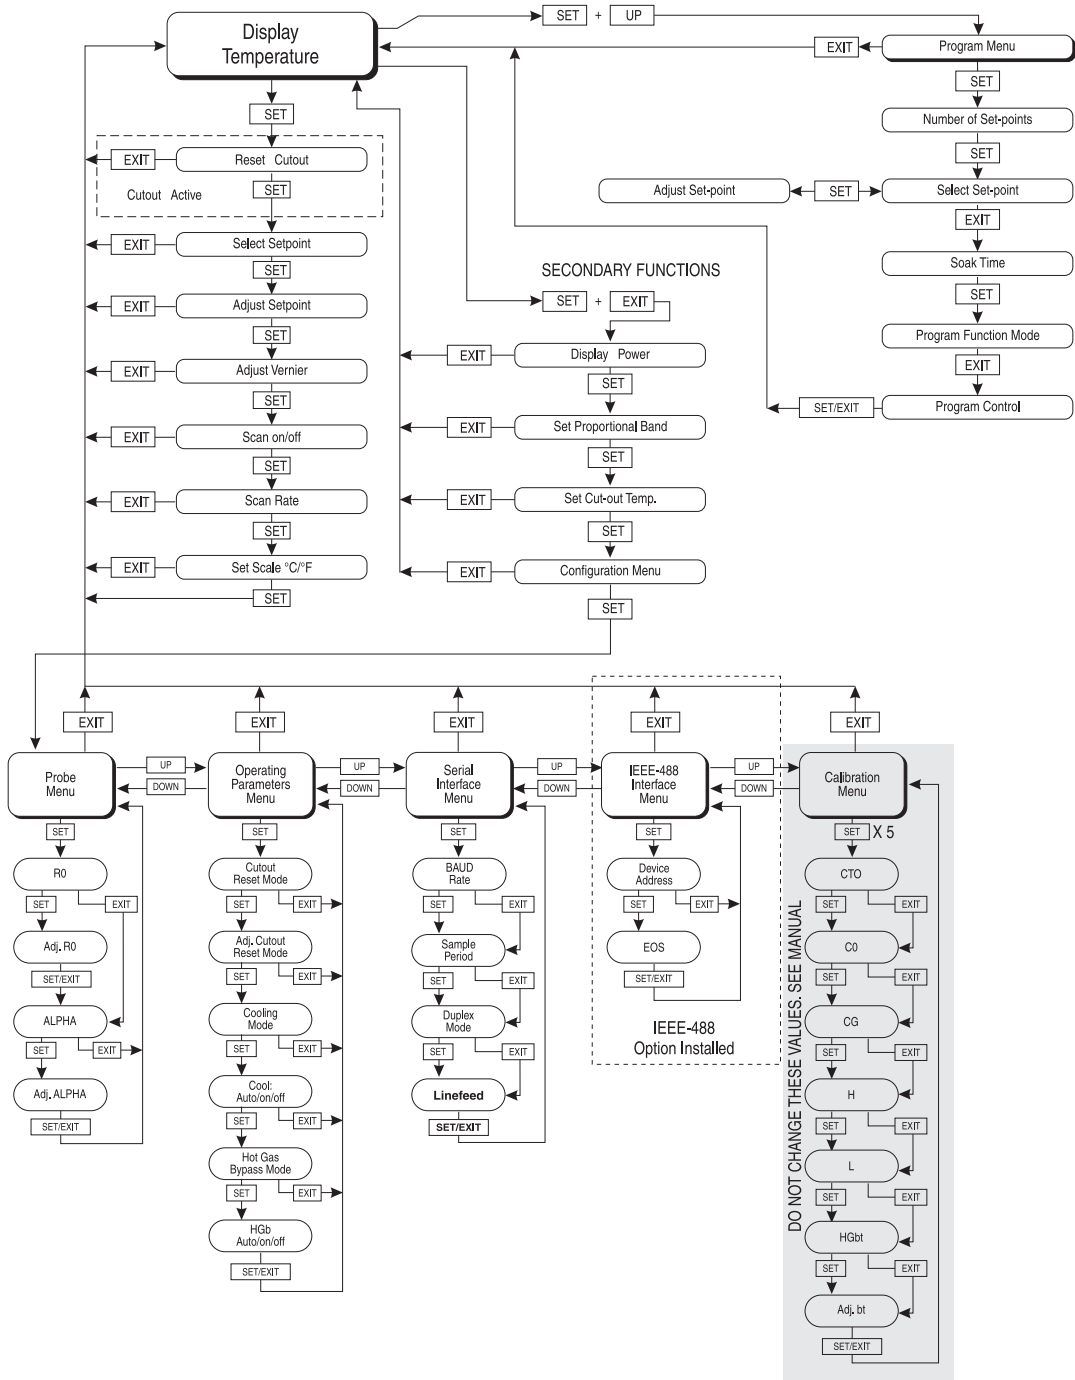 Display
Temperature
SET + UP
EXIT
Program Menu
SET
Number of Set-points
SET
Adjust Set-point
SET
Select Set-point
EXIT
Soak Time
SET
Program Function Mode
EXIT
SET/EXIT
Program Control
SET
EXIT
Reset Cutout
Cutout Active
SET
EXIT
Select Setpoint
SET
EXIT
Adjust Setpoint
SET
EXIT
Adjust Vernier
SET
EXIT
Scan on/off
SET
EXIT
Scan Rate
SET
EXIT
Set Scale °C/°F
SET
SECONDARY FUNCTIONS
SET + EXIT
EXIT
Display Power
SET
EXIT
Set Proportional Band
SET
EXIT
Set Cut-out Temp.
SET
EXIT
Configuration Menu
SET
EXIT
EXIT
EXIT
EXIT
EXIT
Probe
Menu
UP
DOWN
Operating
Parameters
Menu
UP
DOWN
Serial
Interface
Menu
UP
DOWN
IEEE-488
Interface
Menu
UP
DOWN
Calibration
Menu
SET
R0
SET
EXIT
Adj. R0
SET/EXIT
ALPHA
SET
EXIT
Adj. ALPHA
SET/EXIT
SET
Cutout
Reset Mode
SET
EXIT
Adj. Cutout
Reset Mode
SET
EXIT
Cooling
Mode
SET
EXIT
Cool:
Auto/on/off
SET
EXIT
Hot Gas
Bypass Mode
SET
EXIT
HGb
Auto/on/off
SET/EXIT
SET
BAUD
Rate
SET
EXIT
Sample
Period
SET
EXIT
Duplex
Mode
SET
EXIT
Linefeed
SET/EXIT
SET
Device
Address
SET
EXIT
EOS
SET/EXIT
IEEE-488
Option Installed
DO NOT CHANGE THESE VALUES. SEE MANUAL
SET X 5
CTO
SET
EXIT
C0
SET
EXIT
CG
SET
EXIT
H
SET
EXIT
L
SET
EXIT
HGbt
SET
EXIT
Adj. bt
SET/EXIT